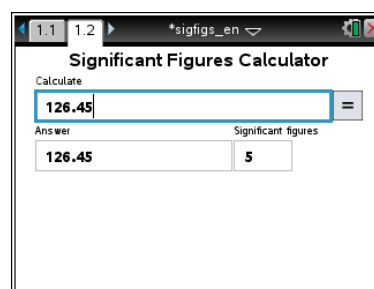 1.1 1.2 *sigfigs_en
Significant Figures Calculator
Calculate
126.45 =
Answer Significant figures
126.45 5